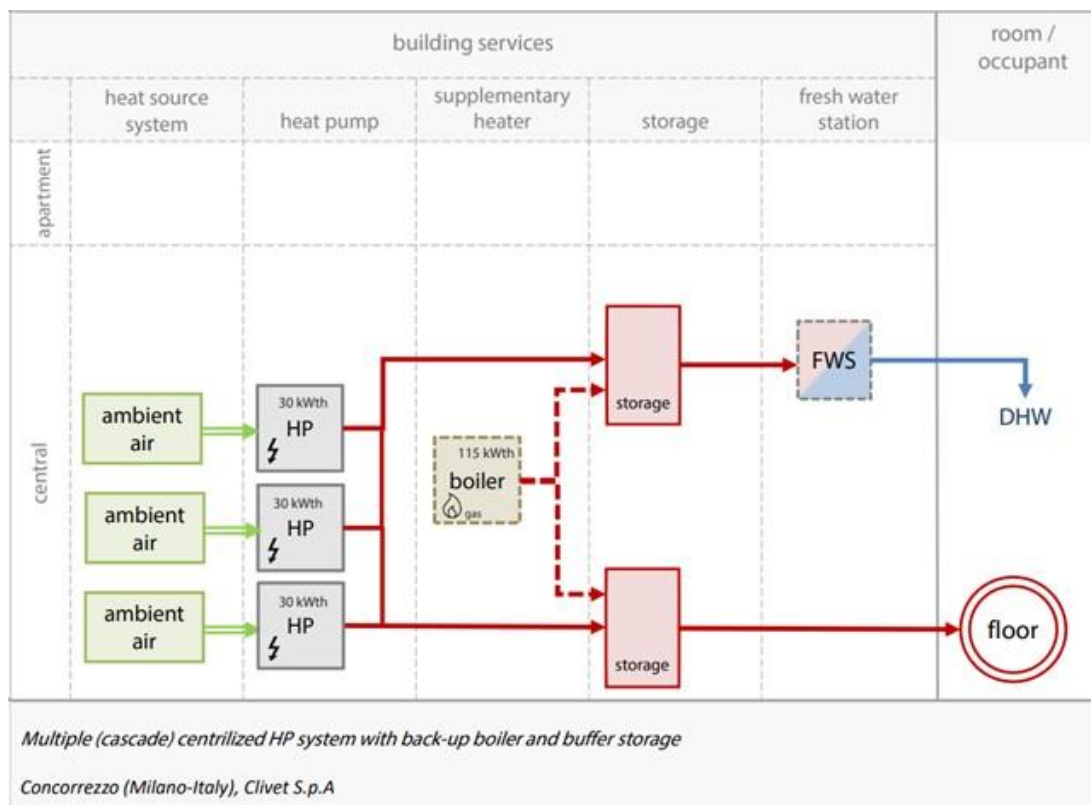 building services
room /
occupant
heat source
system
heat pump
supplementary
heater
storage
fresh water
station
apartment
central
ambient
air
30 kWth
HP
ambient
air
30 kWth
HP
ambient
air
30 kWth
HP
115 kWth
boiler
gas
storage
FWS
DHW
storage
floor
Multiple (cascade) centrilized HP system with back-up boiler and buffer storage
Concorrezzo (Milano-Italy), Clivet S.p.A